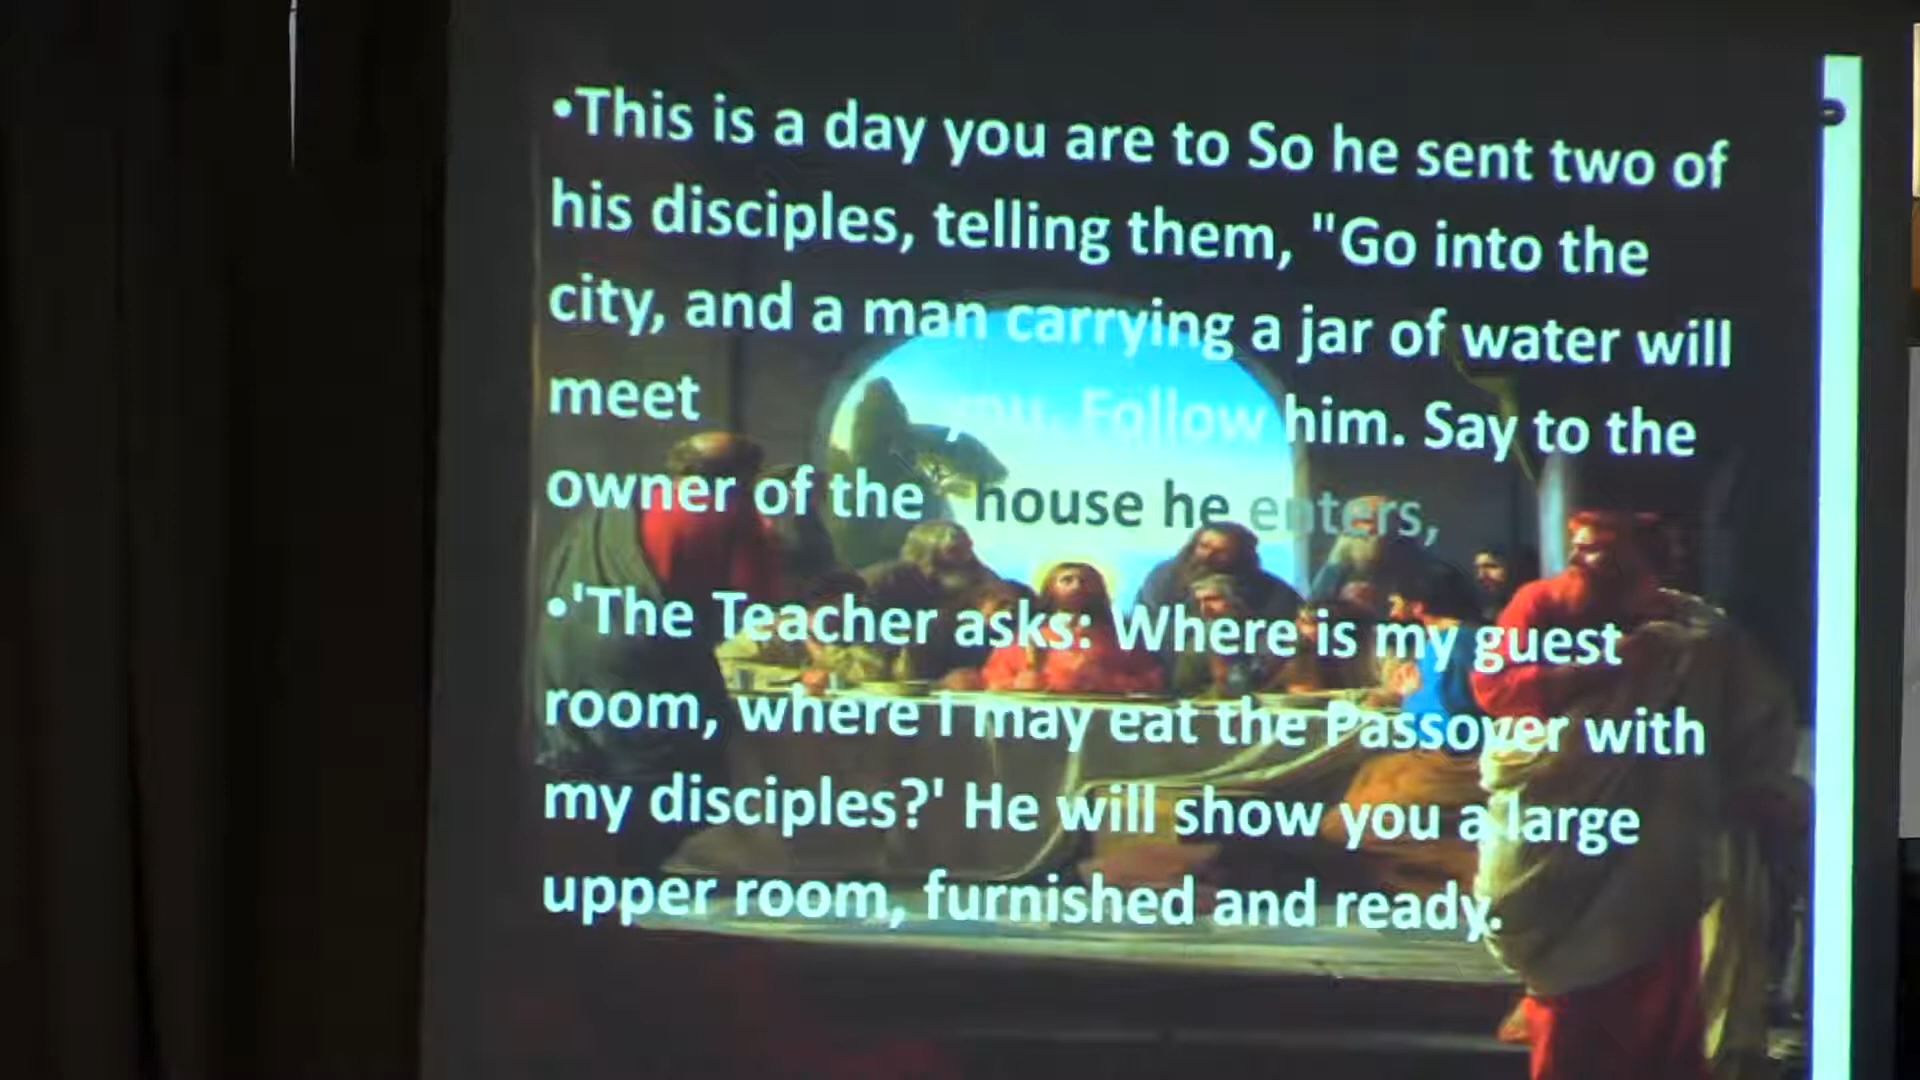 •This is a day you are to So he sent two of
his disciples, telling them, "Go into the
city, and a man carrying a jar of water will
meet you. Follow him. Say to the
owner of the house he enters,
•'The Teacher asks: Where is my guest
room, where I may eat the Passover with
my disciples?' He will show you a large
upper room, furnished and ready.